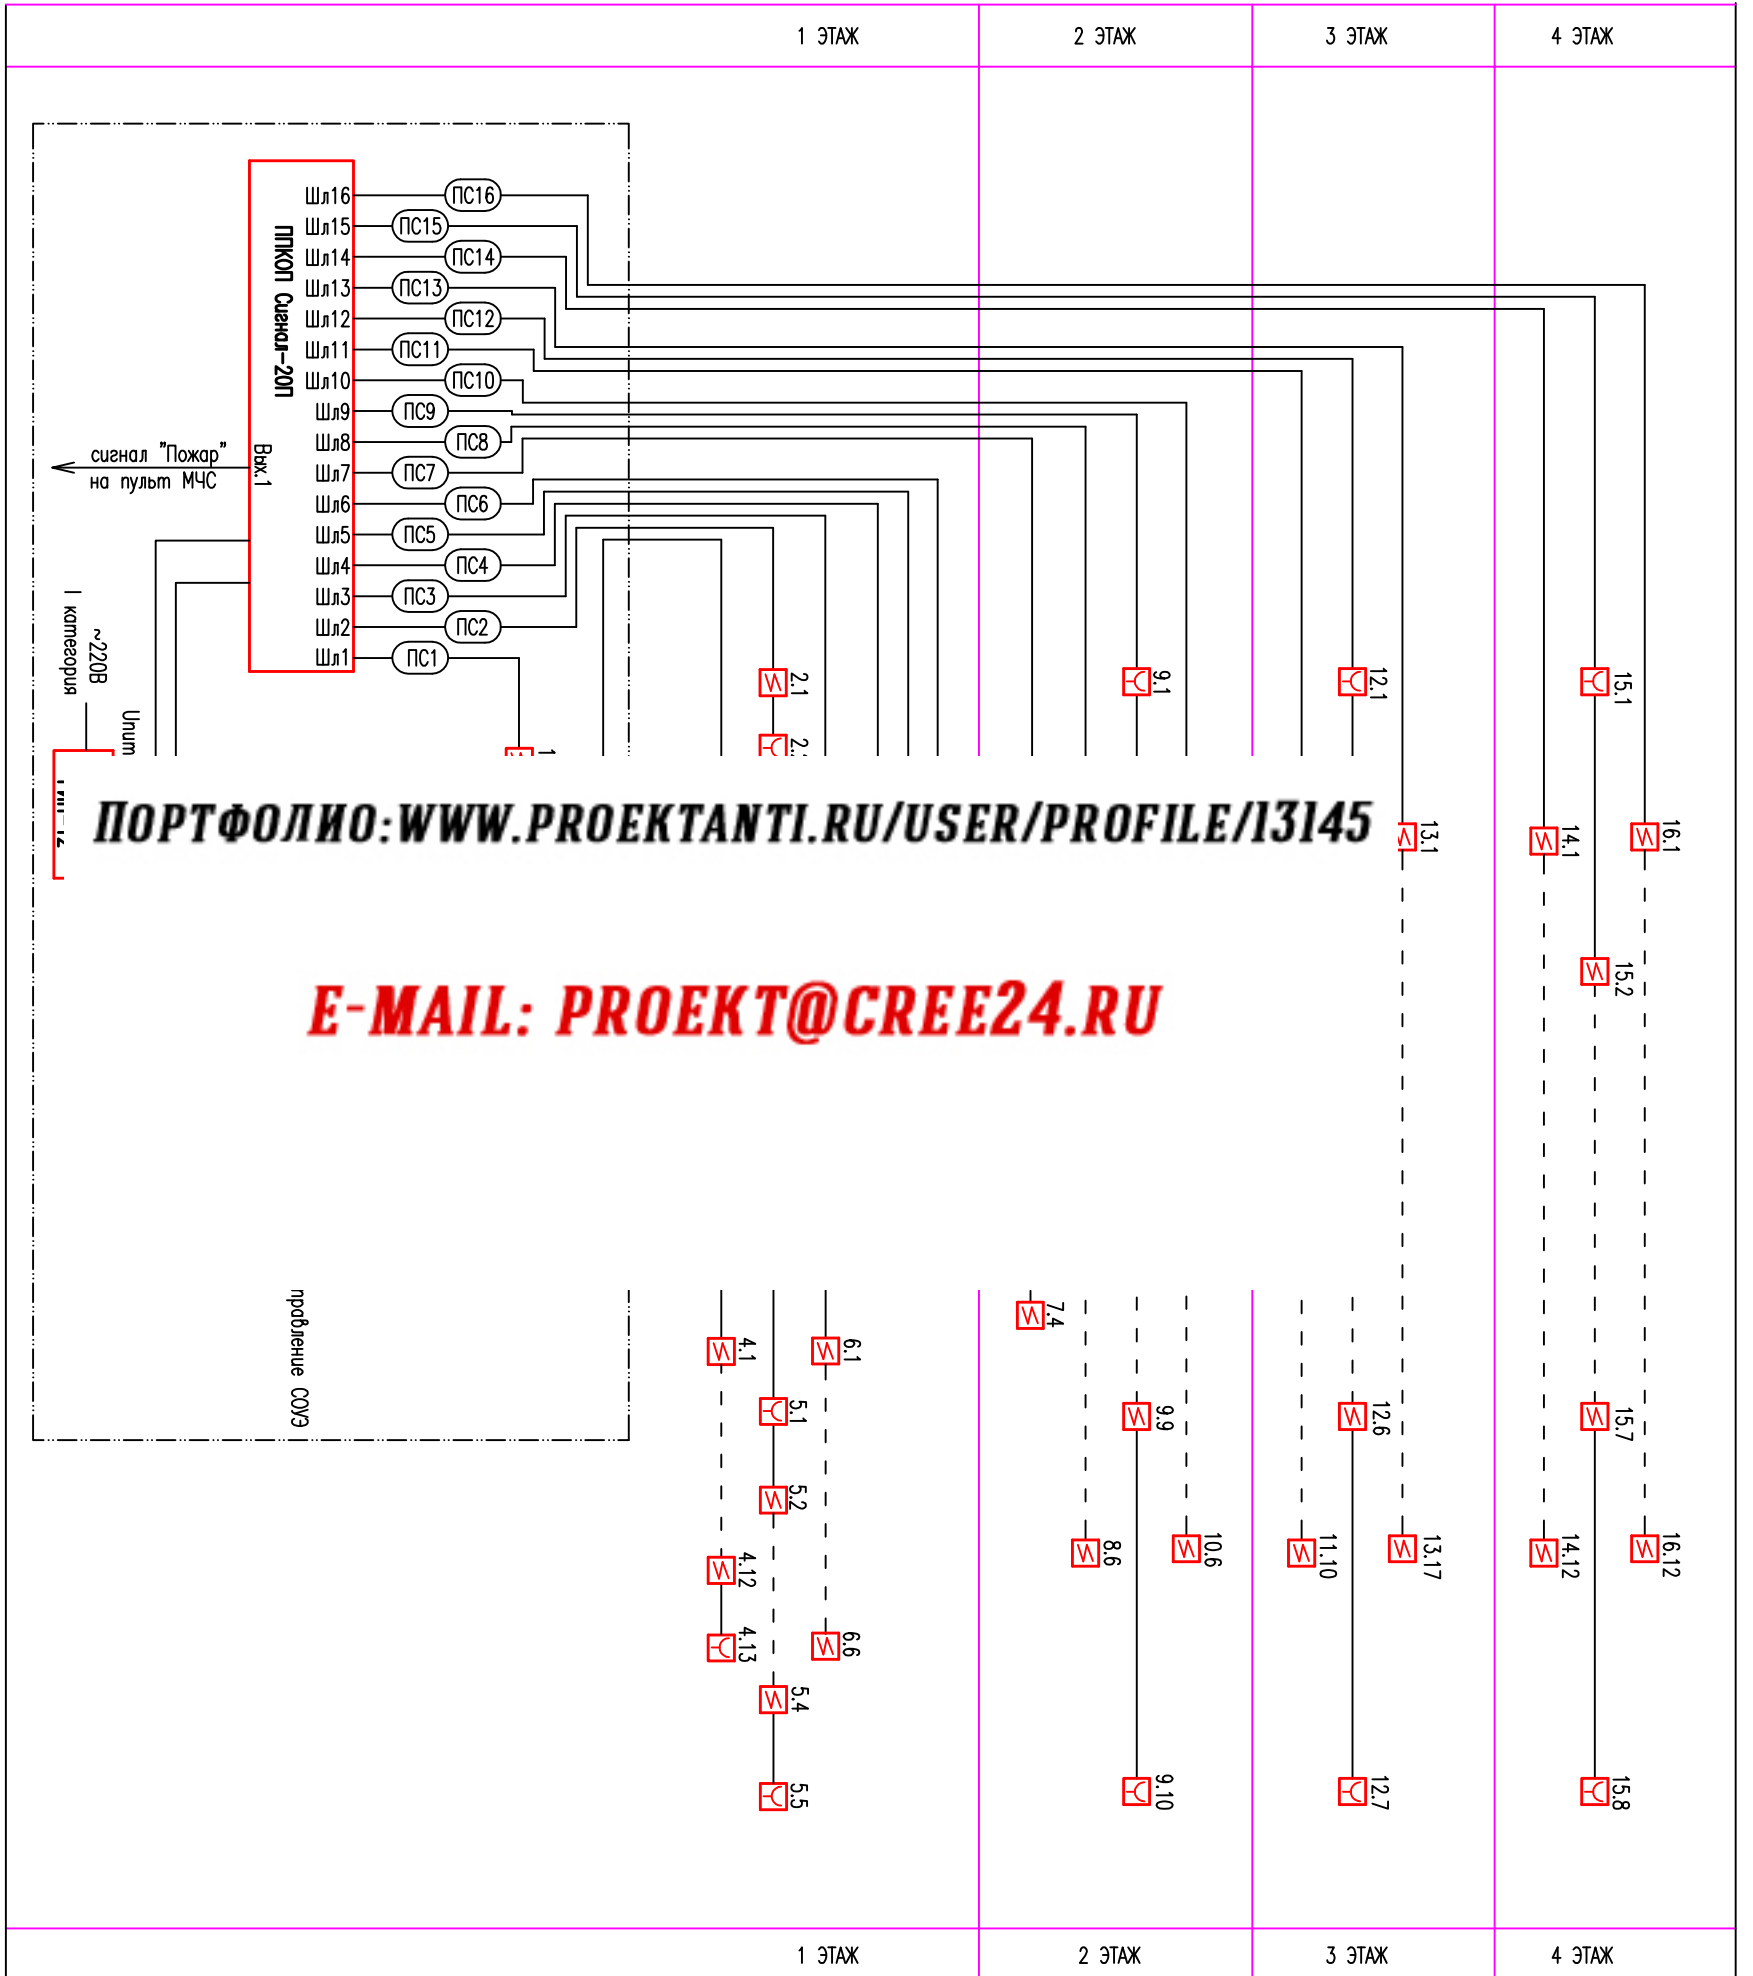 1 ЭТАЖ
2 ЭТАЖ
3 ЭТАЖ
4 ЭТАЖ
ППКОП Сигнал-20П
Шл16
ПС16
Шл15
ПС15
Шл14
ПС14
Шл13
ПС13
Шл12
ПС12
Шл11
ПС11
Шл10
ПС10
Шл9
ПС9
Шл8
ПС8
Шл7
ПС7
Шл6
ПС6
Шл5
ПС5
Шл4
ПС4
Шл3
ПС3
Шл2
ПС2
Шл1
ПС1
Вых.1
сигнал "Пожар"
на пульт МЧС
~220В
I категория
2.1
9.1
12.1
15.1
ПОРТФОЛИО:WWW.PROEKTANTI.RU/USER/PROFILE/13145
13.1
14.1
16.1
15.2
E-MAIL: PROEKT@CREE24.RU
правление СОУЭ
7.4
4.1
6.1
5.1
9.9
12.6
15.7
5.2
4.12
8.6
10.6
11.10
13.17
14.12
16.12
4.13
6.6
5.4
5.5
9.10
12.7
15.8
1 ЭТАЖ
2 ЭТАЖ
3 ЭТАЖ
4 ЭТАЖ